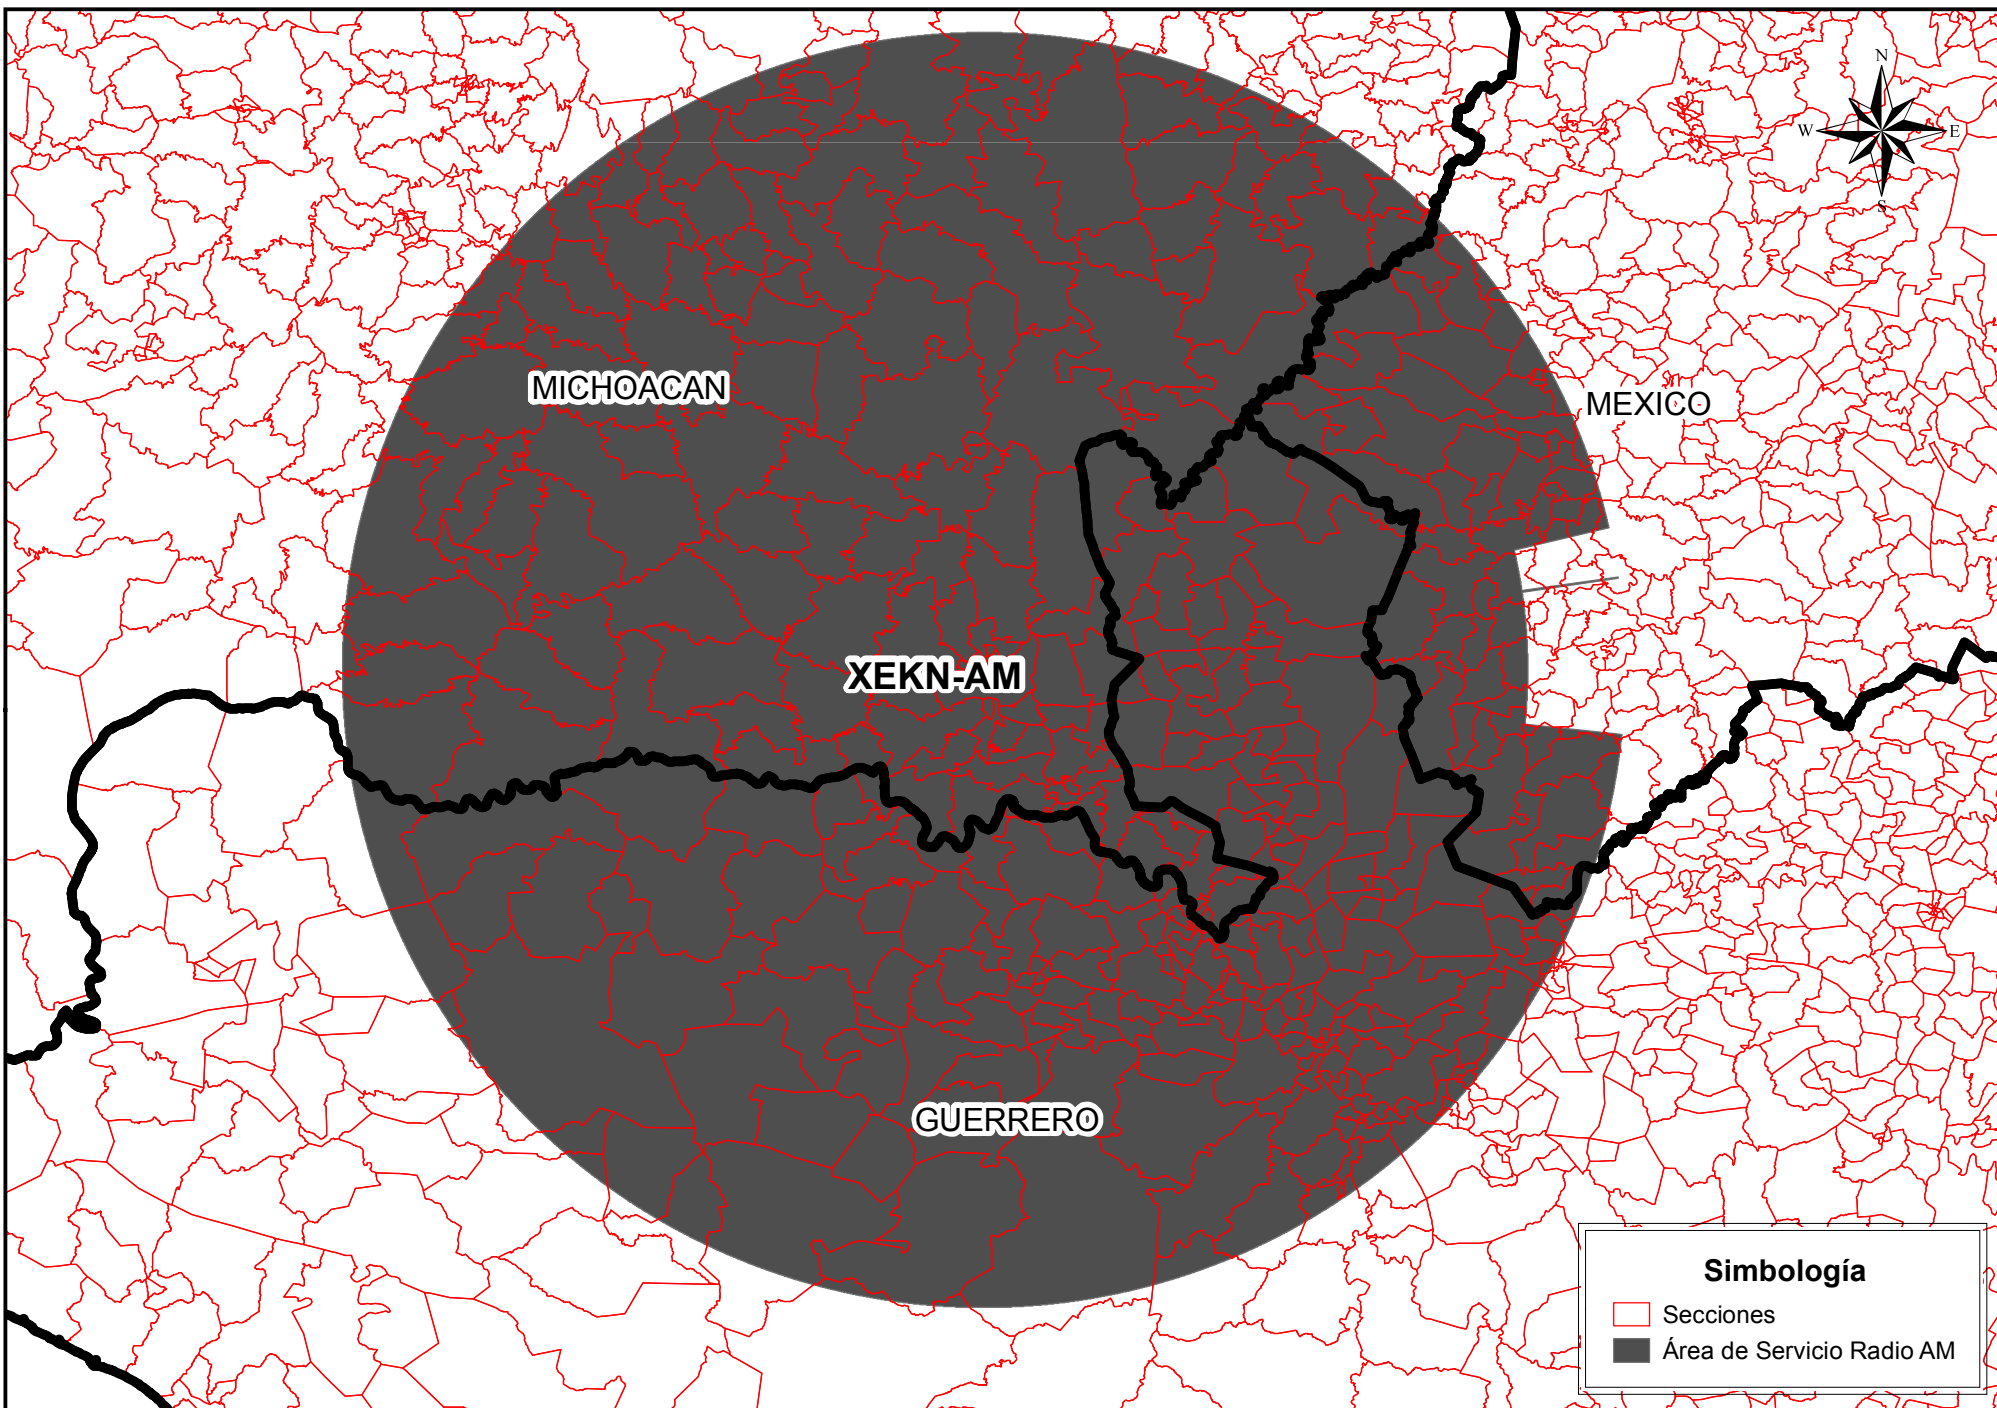 N
W
E
S
MICHOACAN
MEXICO
XEKN-AM
GUERRERO
Simbología
Secciones
Área de Servicio Radio AM